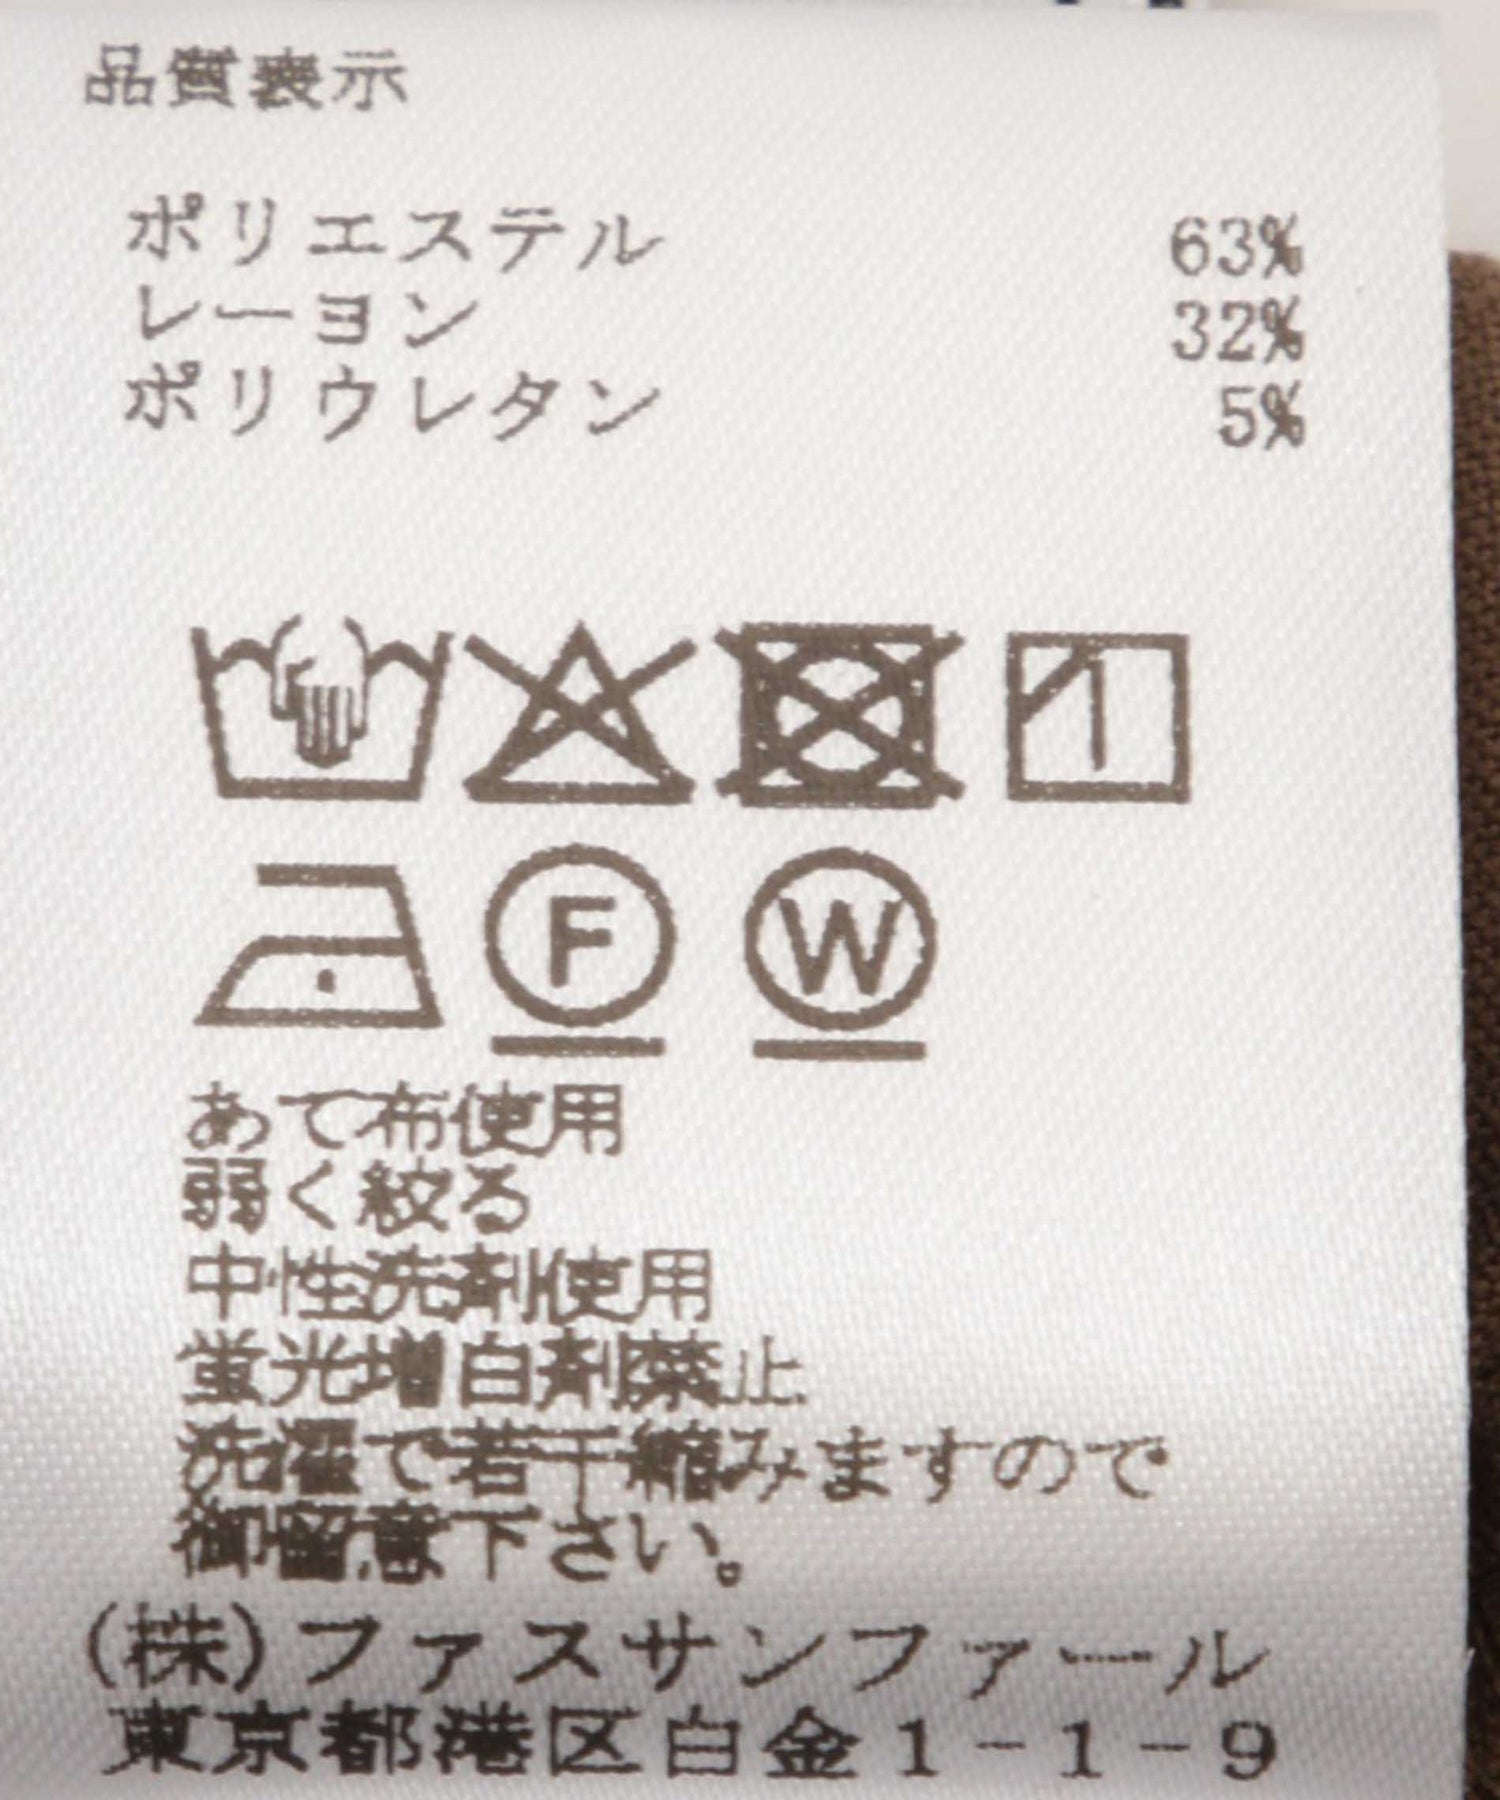 品質表示
ポリエステル 63%
レーヨン 32%
ポリウレタン 5%
F W
あて布使用
弱く絞る
中性洗剤使用
蛍光増白剤禁止
洗濯で若干縮みますので
御留意下さい。
(株)ファスサンファール
東京都港区白金1-1-9